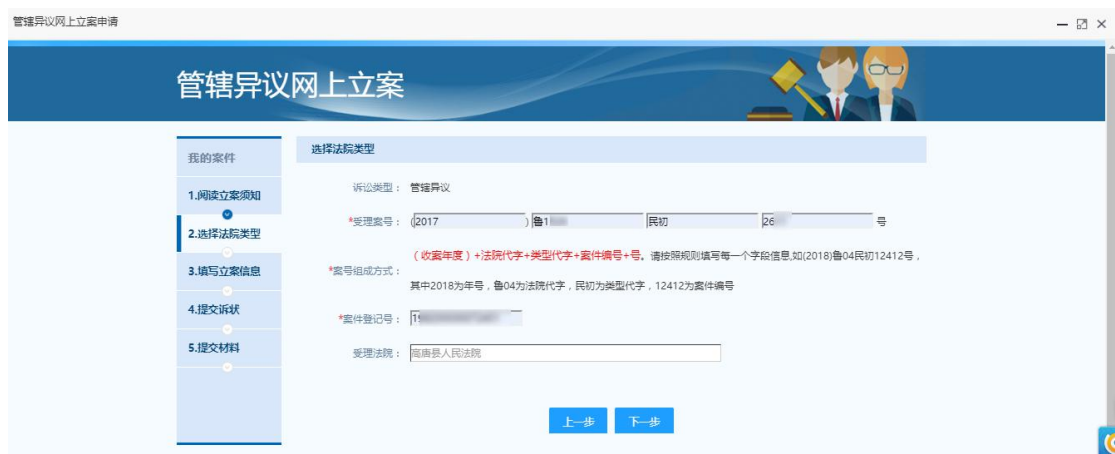 管辖异议网上立案申请
管辖异议网上立案
我的案件
1.阅读立案须知
2.选择法院类型
3.填写立案信息
4.提交诉状
5.提交材料
选择法院类型
诉讼类型： 管辖异议
*受理案号： (2017 ) 鲁1 民初 26 号
*案号组成方式： （收案年度）+法院代字+类型代字+案件编号+号。请按照规则填写每一个字段信息,如(2018)鲁04民初12412号，
其中2018为年号，鲁04为法院代字，民初为类型代字，12412为案件编号
*案件登记号： 19
受理法院： 高唐县人民法院
上一步 下一步